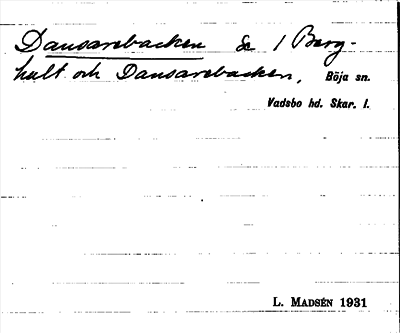 Dansarebacken Se 1 Berg-
hult och Dansarebacken, Böja sn.
Vadsbo hd. Skar. l.
L. MADSÉN 1931